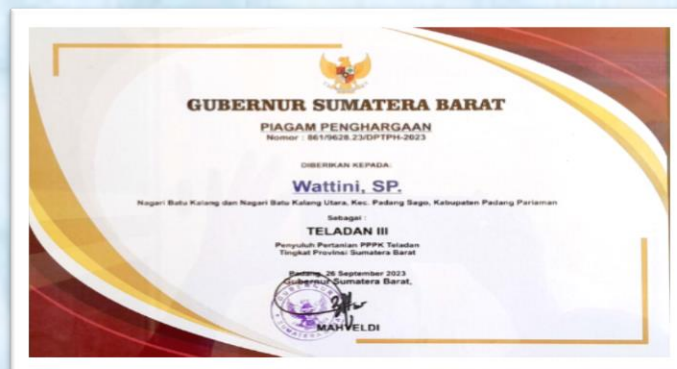 GUBERNUR SUMATERA BARAT
PIAGAM PENGHARGAAN
Nomor : 861/9628.23/DPTPH-2023
DIBERIKAN KEPADA:
Wattini, SP.
Nagari Batu Kalang dan Nagari Batu Kalang Utara, Kec. Padang Sago, Kabupaten Padang Pariaman
Sebagai :
TELADAN III
Penyuluh Pertanian PPPK Teladan
Tingkat Provinsi Sumatera Barat
Padang, 26 September 2023
Gubernur Sumatera Barat,
MAHYELDI